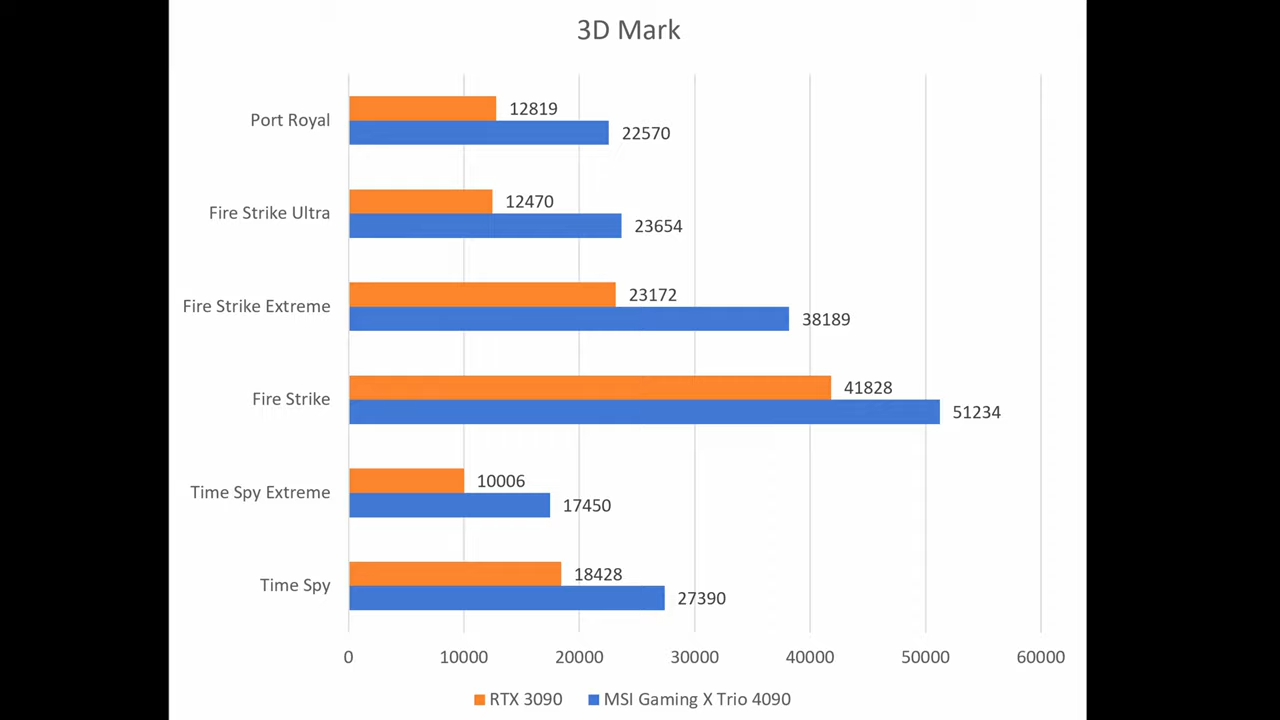 3D Mark
Port Royal
12819
22570
Fire Strike Ultra
12470
23654
Fire Strike Extreme
23172
38189
Fire Strike
41828
51234
Time Spy Extreme
10006
17450
Time Spy
18428
27390
0 10000 20000 30000 40000 50000 60000
RTX 3090 MSI Gaming X Trio 4090